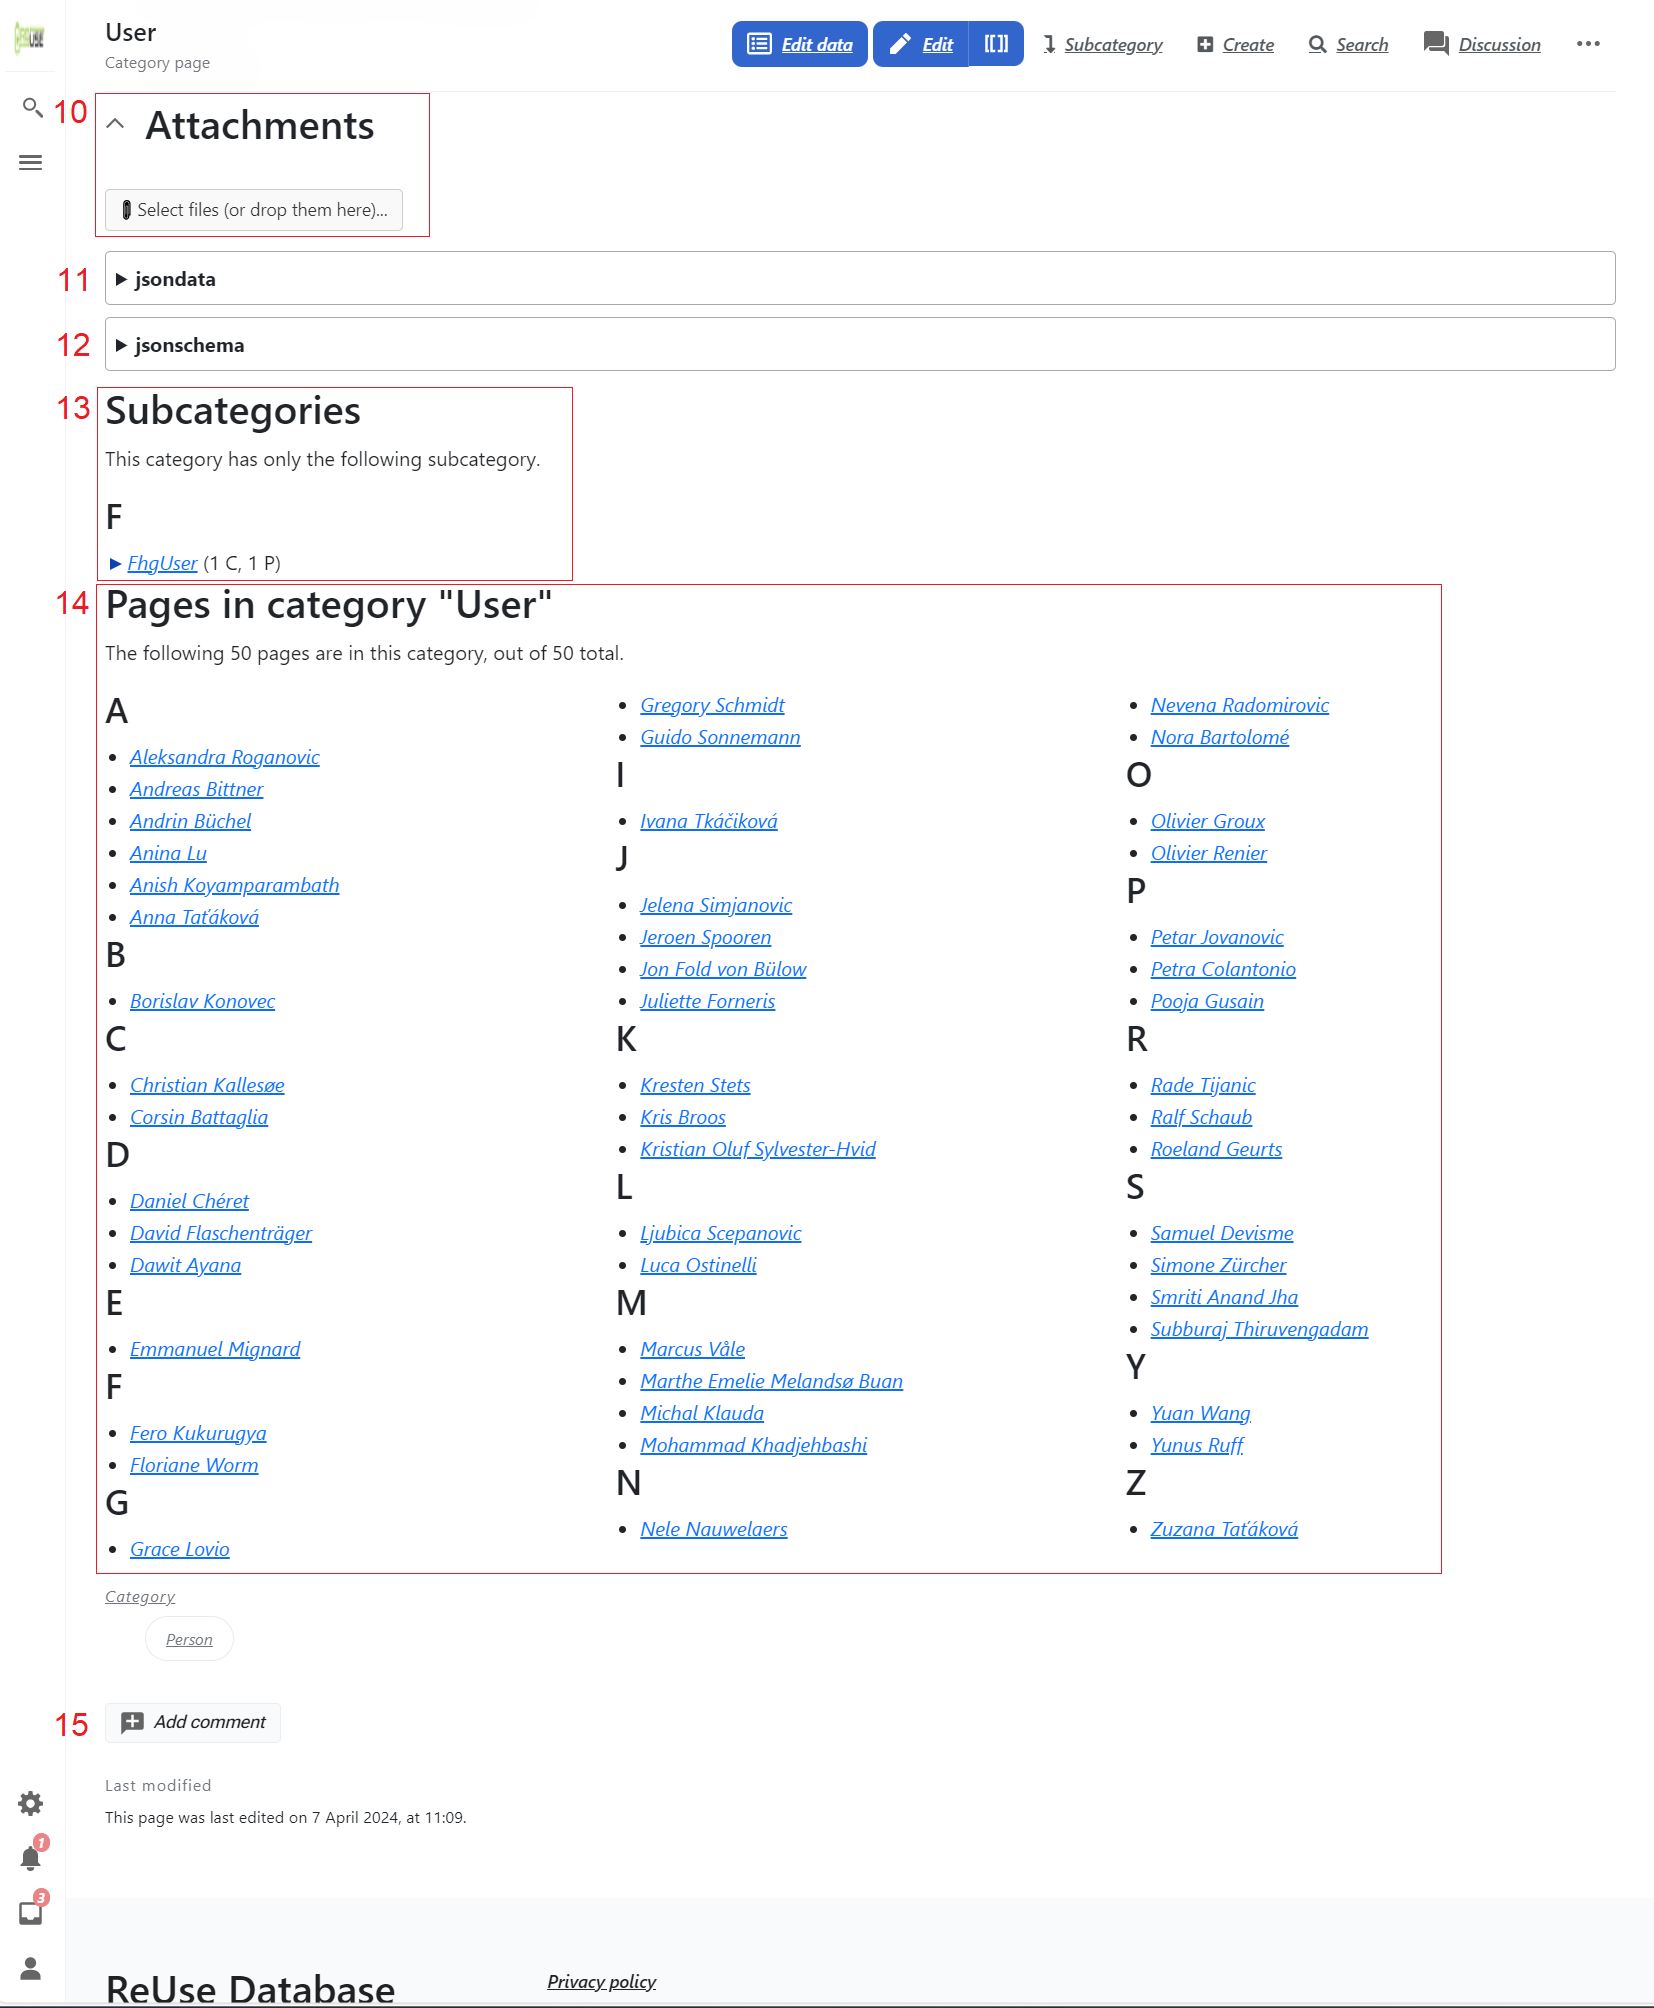 User
Category page
Edit data
Edit
[[]]
Subcategory
Create
Search
Discussion
10
Attachments
Select files (or drop them here)...
11
jsondata
12
jsonschema
13
Subcategories
This category has only the following subcategory.
F
FhgUser (1 C, 1 P)
14
Pages in category "User"
The following 50 pages are in this category, out of 50 total.
A
Aleksandra Roganovic
Andreas Bittner
Andrin Büchel
Anina Lu
Anish Koyamparambath
Anna Taťáková
B
Borislav Konovec
C
Christian Kallesøe
Corsin Battaglia
D
Daniel Chéret
David Flaschenträger
Dawit Ayana
E
Emmanuel Mignard
F
Fero Kukurugya
Floriane Worm
G
Grace Lovio
Gregory Schmidt
Guido Sonnemann
I
Ivana Tkáčiková
J
Jelena Simjanovic
Jeroen Spooren
Jon Fold von Bülow
Juliette Forneris
K
Kresten Stets
Kris Broos
Kristian Oluf Sylvester-Hvid
L
Ljubica Scepanovic
Luca Ostinelli
M
Marcus Våle
Marthe Emelie Melandsø Buan
Michal Klauda
Mohammad Khadjehbashi
N
Nele Nauwelaers
Nevena Radomirovic
Nora Bartolomé
O
Olivier Groux
Olivier Renier
P
Petar Jovanovic
Petra Colantonio
Pooja Gusain
R
Rade Tijanic
Ralf Schaub
Roeland Geurts
S
Samuel Devisme
Simone Zürcher
Smriti Anand Jha
Subburaj Thiruvengadam
Y
Yuan Wang
Yunus Ruff
Z
Zuzana Taťáková
Category
Person
15
Add comment
Last modified
This page was last edited on 7 April 2024, at 11:09.
1
3
ReUse Database
Privacy policy